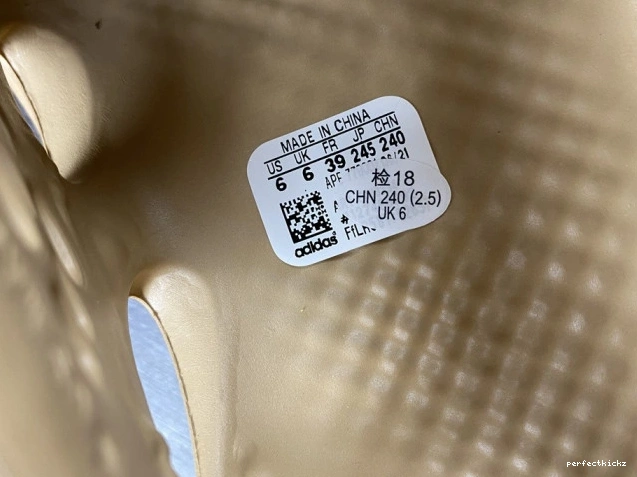 MADE IN CHINA
US UK FR JP CHN
6 6 39 245 240
检18
CHN 240 (2.5)
UK 6
adidas
perfectkickz